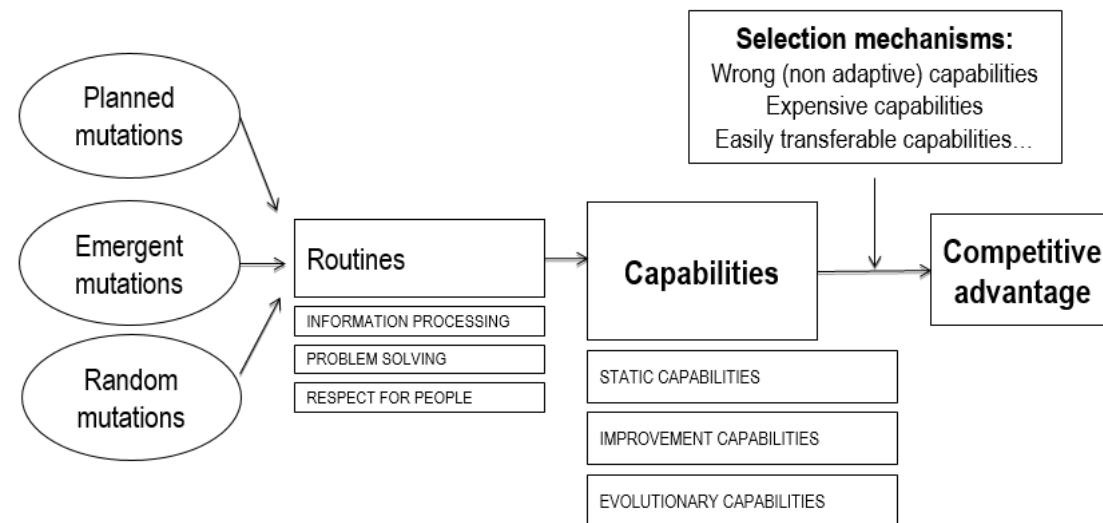 Planned
mutations
Emergent
mutations
Random
mutations
Routines
INFORMATION PROCESSING
PROBLEM SOLVING
RESPECT FOR PEOPLE
Capabilities
STATIC CAPABILITIES
IMPROVEMENT CAPABILITIES
EVOLUTIONARY CAPABILITIES
Selection mechanisms:
Wrong (non adaptive) capabilities
Expensive capabilities
Easily transferable capabilities…
Competitive
advantage